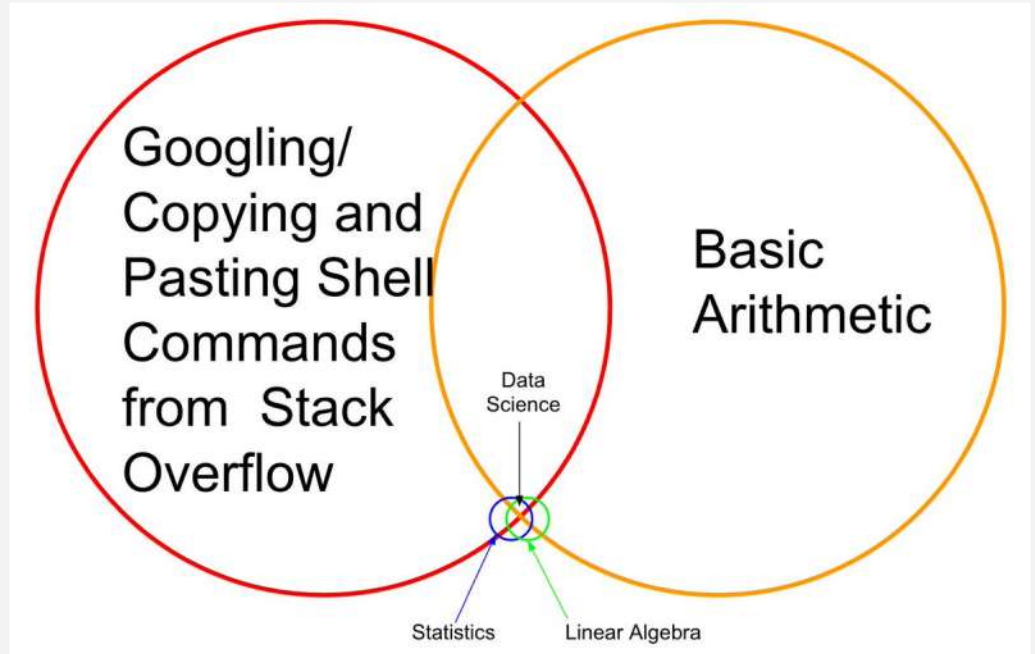 Googling/
Copying and
Pasting Shell
Commands
from Stack
Overflow
Basic
Arithmetic
Data
Science
Statistics
Linear Algebra